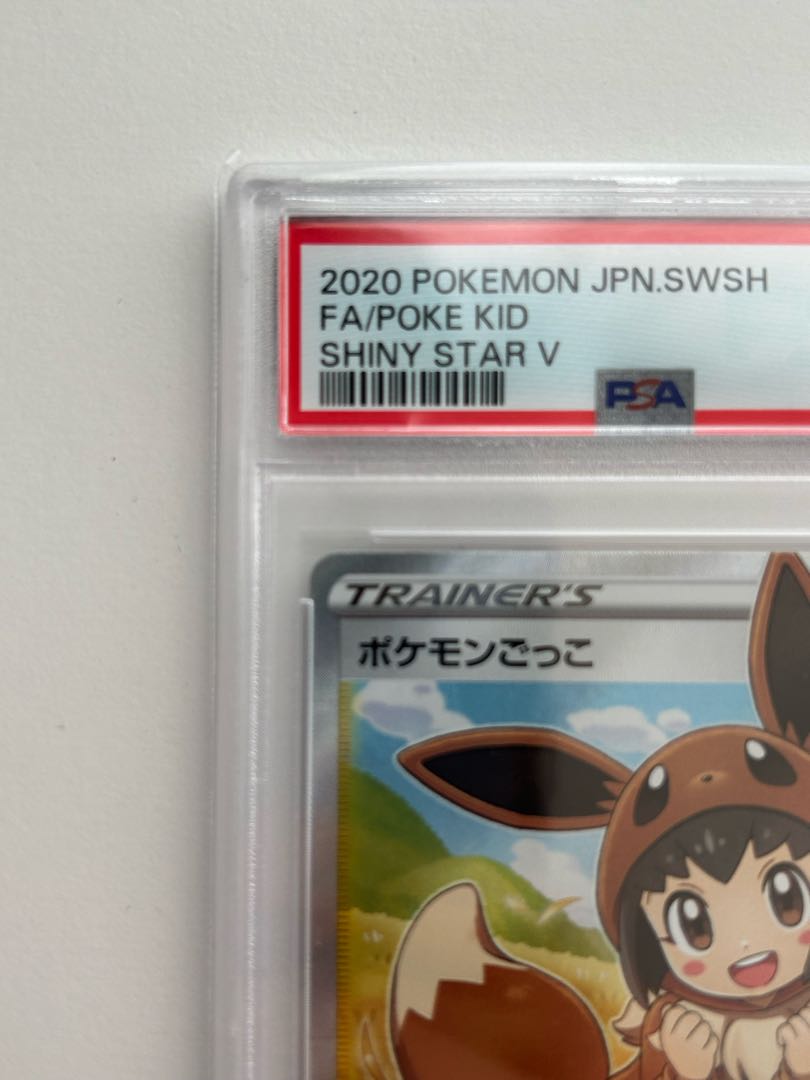 2020 POKEMON JPN.SWSH
FA/POKE KID
SHINY STAR V
PSA
TRAINER'S
ポケモンごっこ